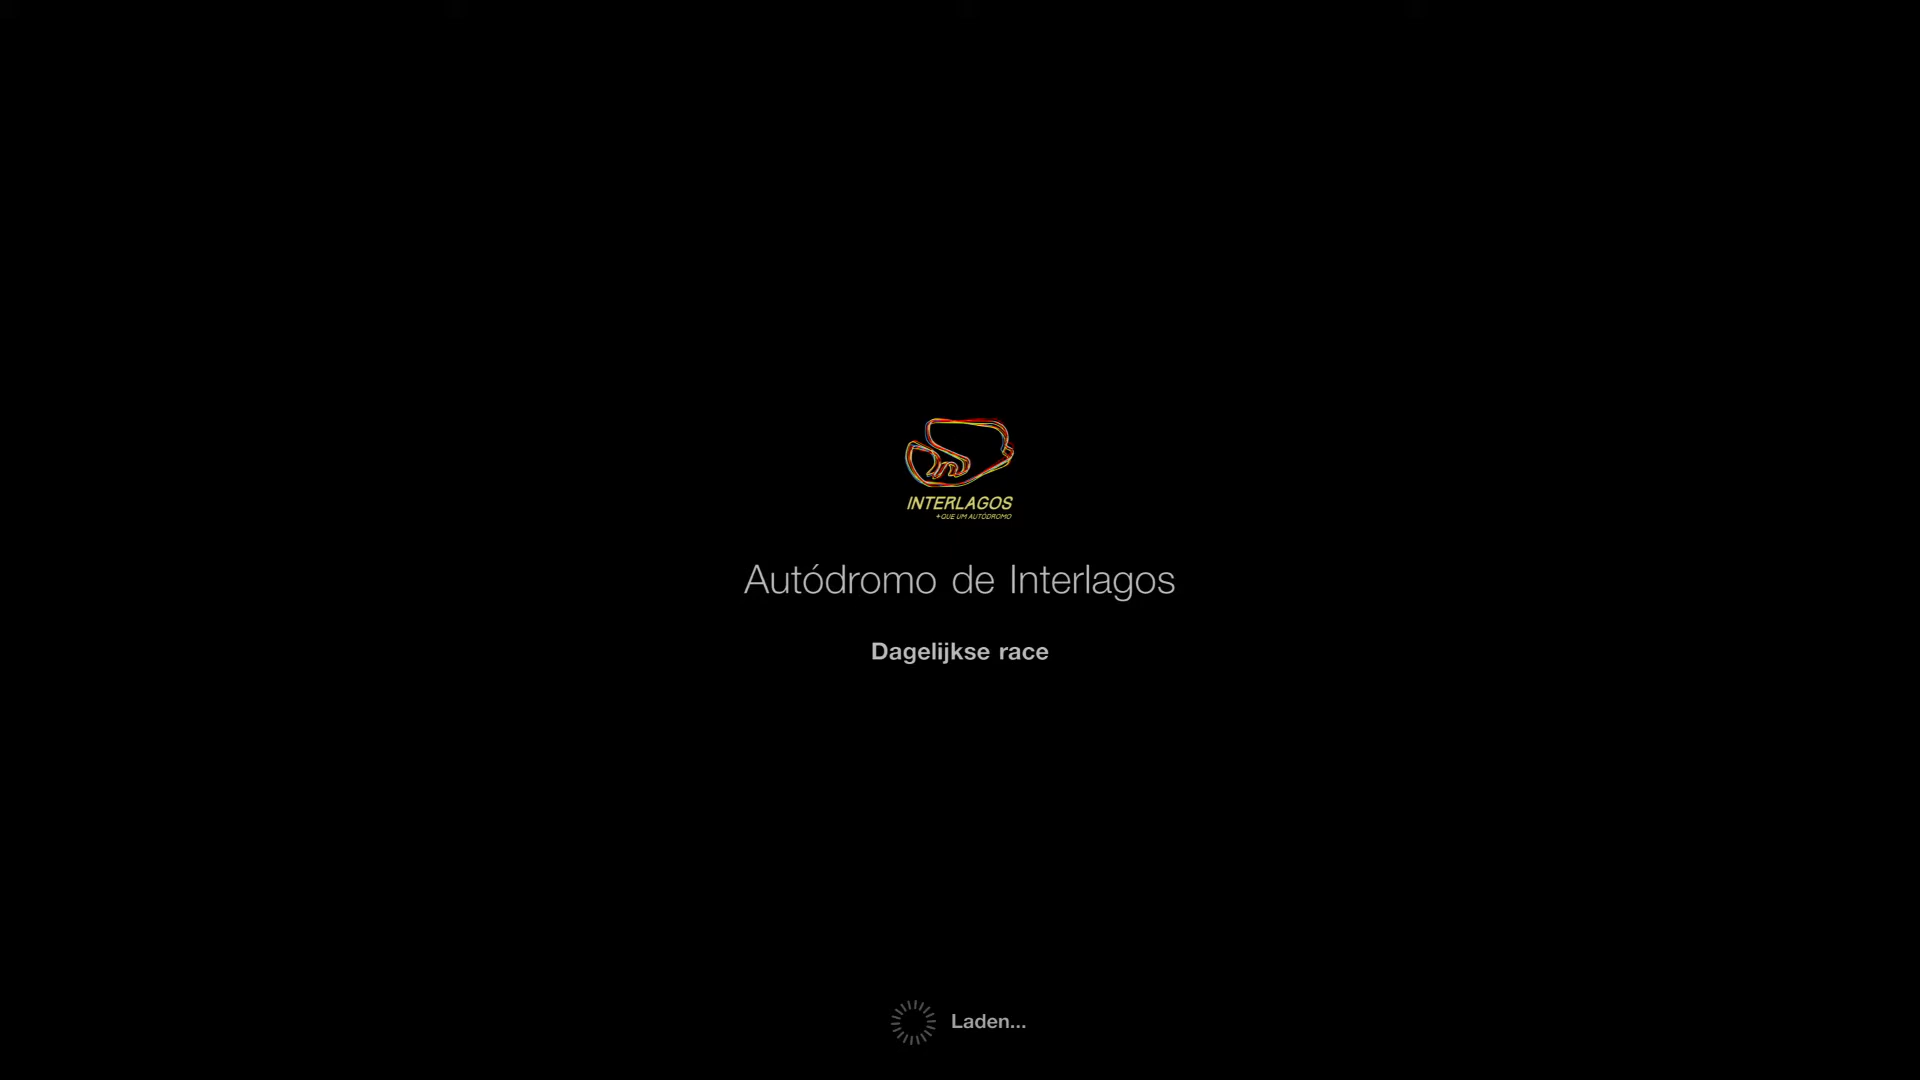 INTERLAGOS
+ QUE UM AUTÓDROMO
Autódromo de Interlagos
Dagelijkse race
Laden...